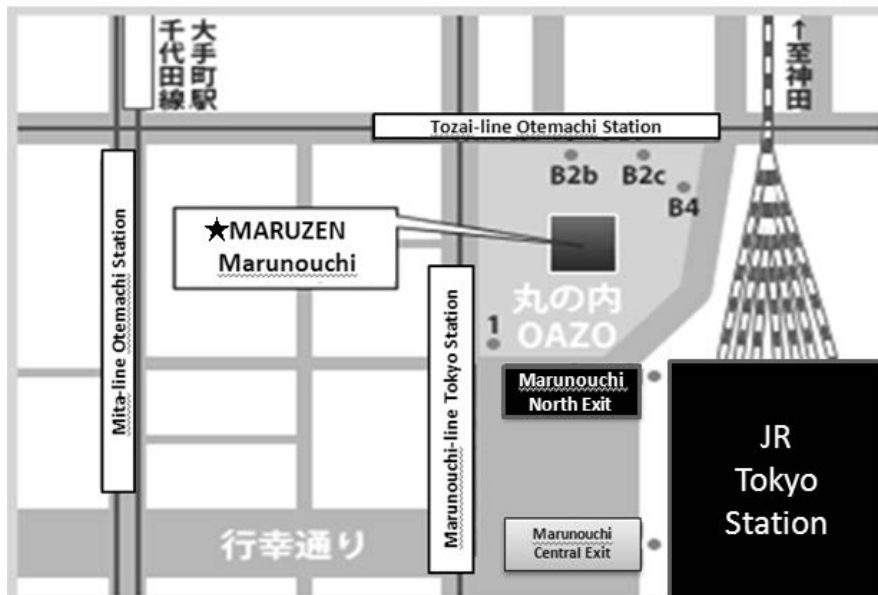 千代田線
大手町駅
↑至神田
Tozai-line Otemachi Station
B2b
B2c
B4
★MARUZEN
Marunouchi
Mita-line Otemachi Station
Marunouchi-line Tokyo Station
丸の内
OAZO
1
Marunouchi
North Exit
JR
Tokyo
Station
行幸通り
Marunouchi
Central Exit